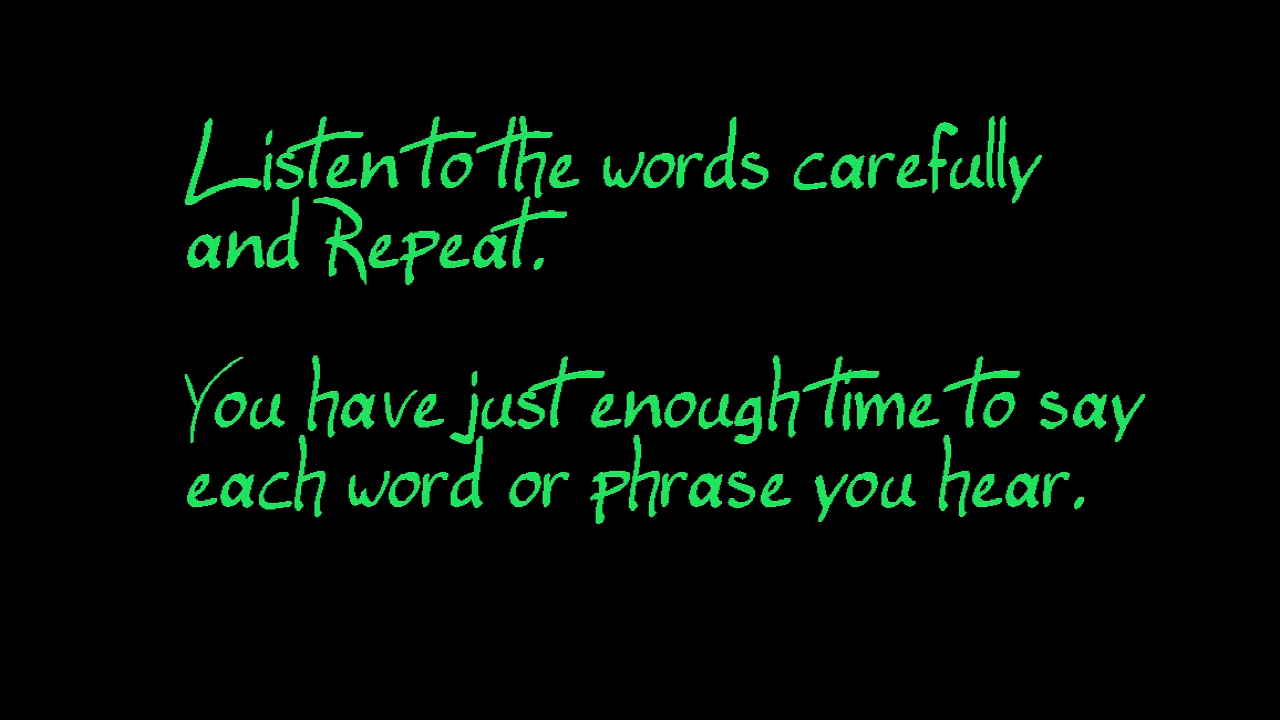 Listen to the words carefully
and Repeat.
You have just enough time to say
each word or phrase you hear.